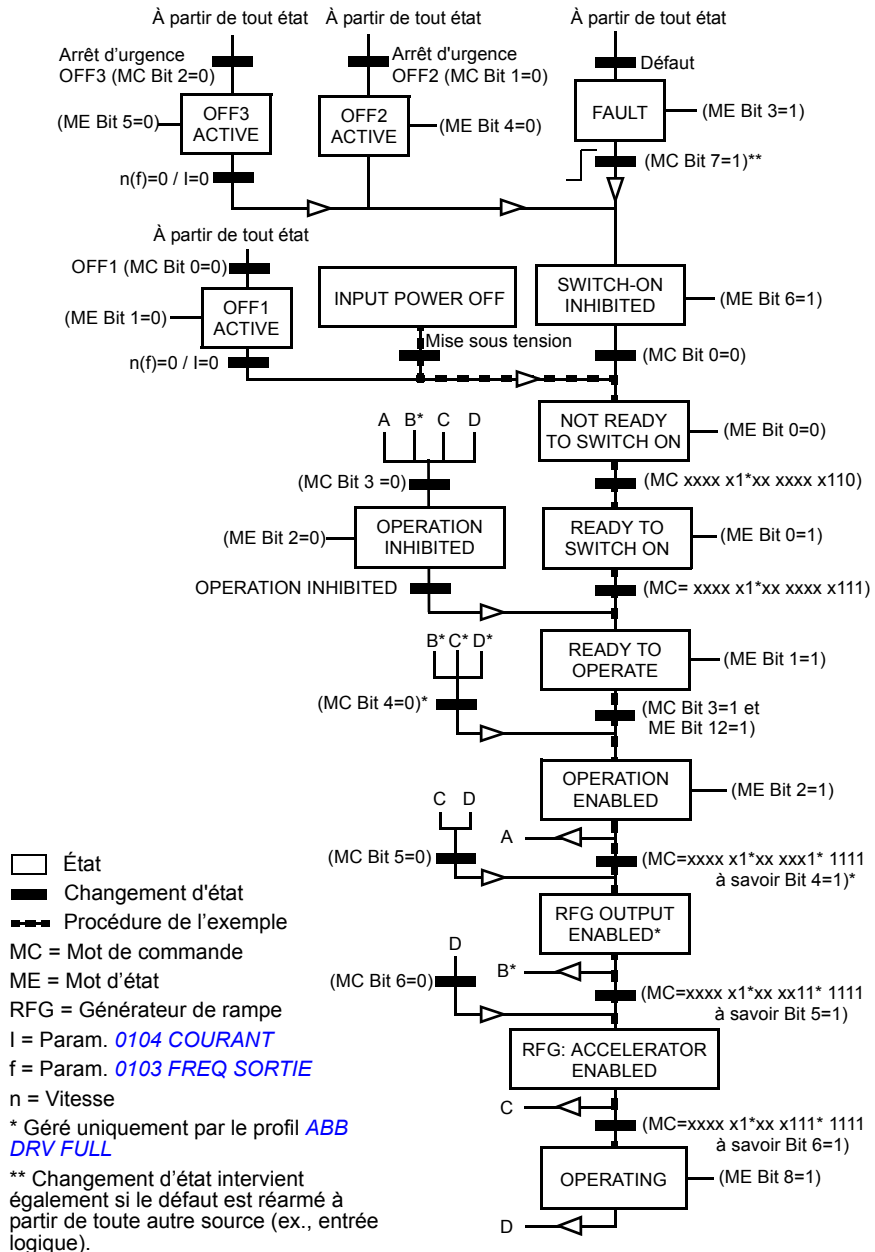 À partir de tout état
À partir de tout état
À partir de tout état
Arrêt d'urgence
OFF3 (MC Bit 2=0)
Arrêt d'urgence
OFF2 (MC Bit 1=0)
Défaut
(ME Bit 5=0)
OFF3
ACTIVE
OFF2
ACTIVE
(ME Bit 4=0)
FAULT
(ME Bit 3=1)
n(f)=0 / I=0
(MC Bit 7=1)**
À partir de tout état
OFF1 (MC Bit 0=0)
(ME Bit 1=0)
OFF1
ACTIVE
INPUT POWER OFF
SWITCH-ON
INHIBITED
(ME Bit 6=1)
n(f)=0 / I=0
Mise sous tension
(MC Bit 0=0)
A B* C D
NOT READY
TO SWITCH ON
(ME Bit 0=0)
(MC Bit 3 =0)
(MC xxxx x1*xx xxxx x110)
(ME Bit 2=0)
OPERATION
INHIBITED
READY TO
SWITCH ON
(ME Bit 0=1)
OPERATION INHIBITED
(MC= xxxx x1*xx xxxx x111)
B* C* D*
READY TO
OPERATE
(ME Bit 1=1)
(MC Bit 4=0)*
(MC Bit 3=1 et
ME Bit 12=1)
OPERATION
ENABLED
(ME Bit 2=1)
C D
A
(MC Bit 5=0)
(MC=xxxx x1*xx xxx1* 1111
à savoir Bit 4=1)*
RFG OUTPUT
ENABLED*
D
B*
(MC Bit 6=0)
(MC=xxxx x1*xx xx11* 1111
à savoir Bit 5=1)
RFG: ACCELERATOR
ENABLED
C
(MC=xxxx x1*xx x111* 1111
à savoir Bit 6=1)
OPERATING
(ME Bit 8=1)
D
État
Changement d'état
Procédure de l'exemple
MC = Mot de commande
ME = Mot d'état
RFG = Générateur de rampe
I = Param. 0104 COURANT
f = Param. 0103 FREQ SORTIE
n = Vitesse
* Géré uniquement par le profil ABB
DRV FULL
** Changement d'état intervient
également si le défaut est réarmé à
partir de toute autre source (ex., entrée
logique).